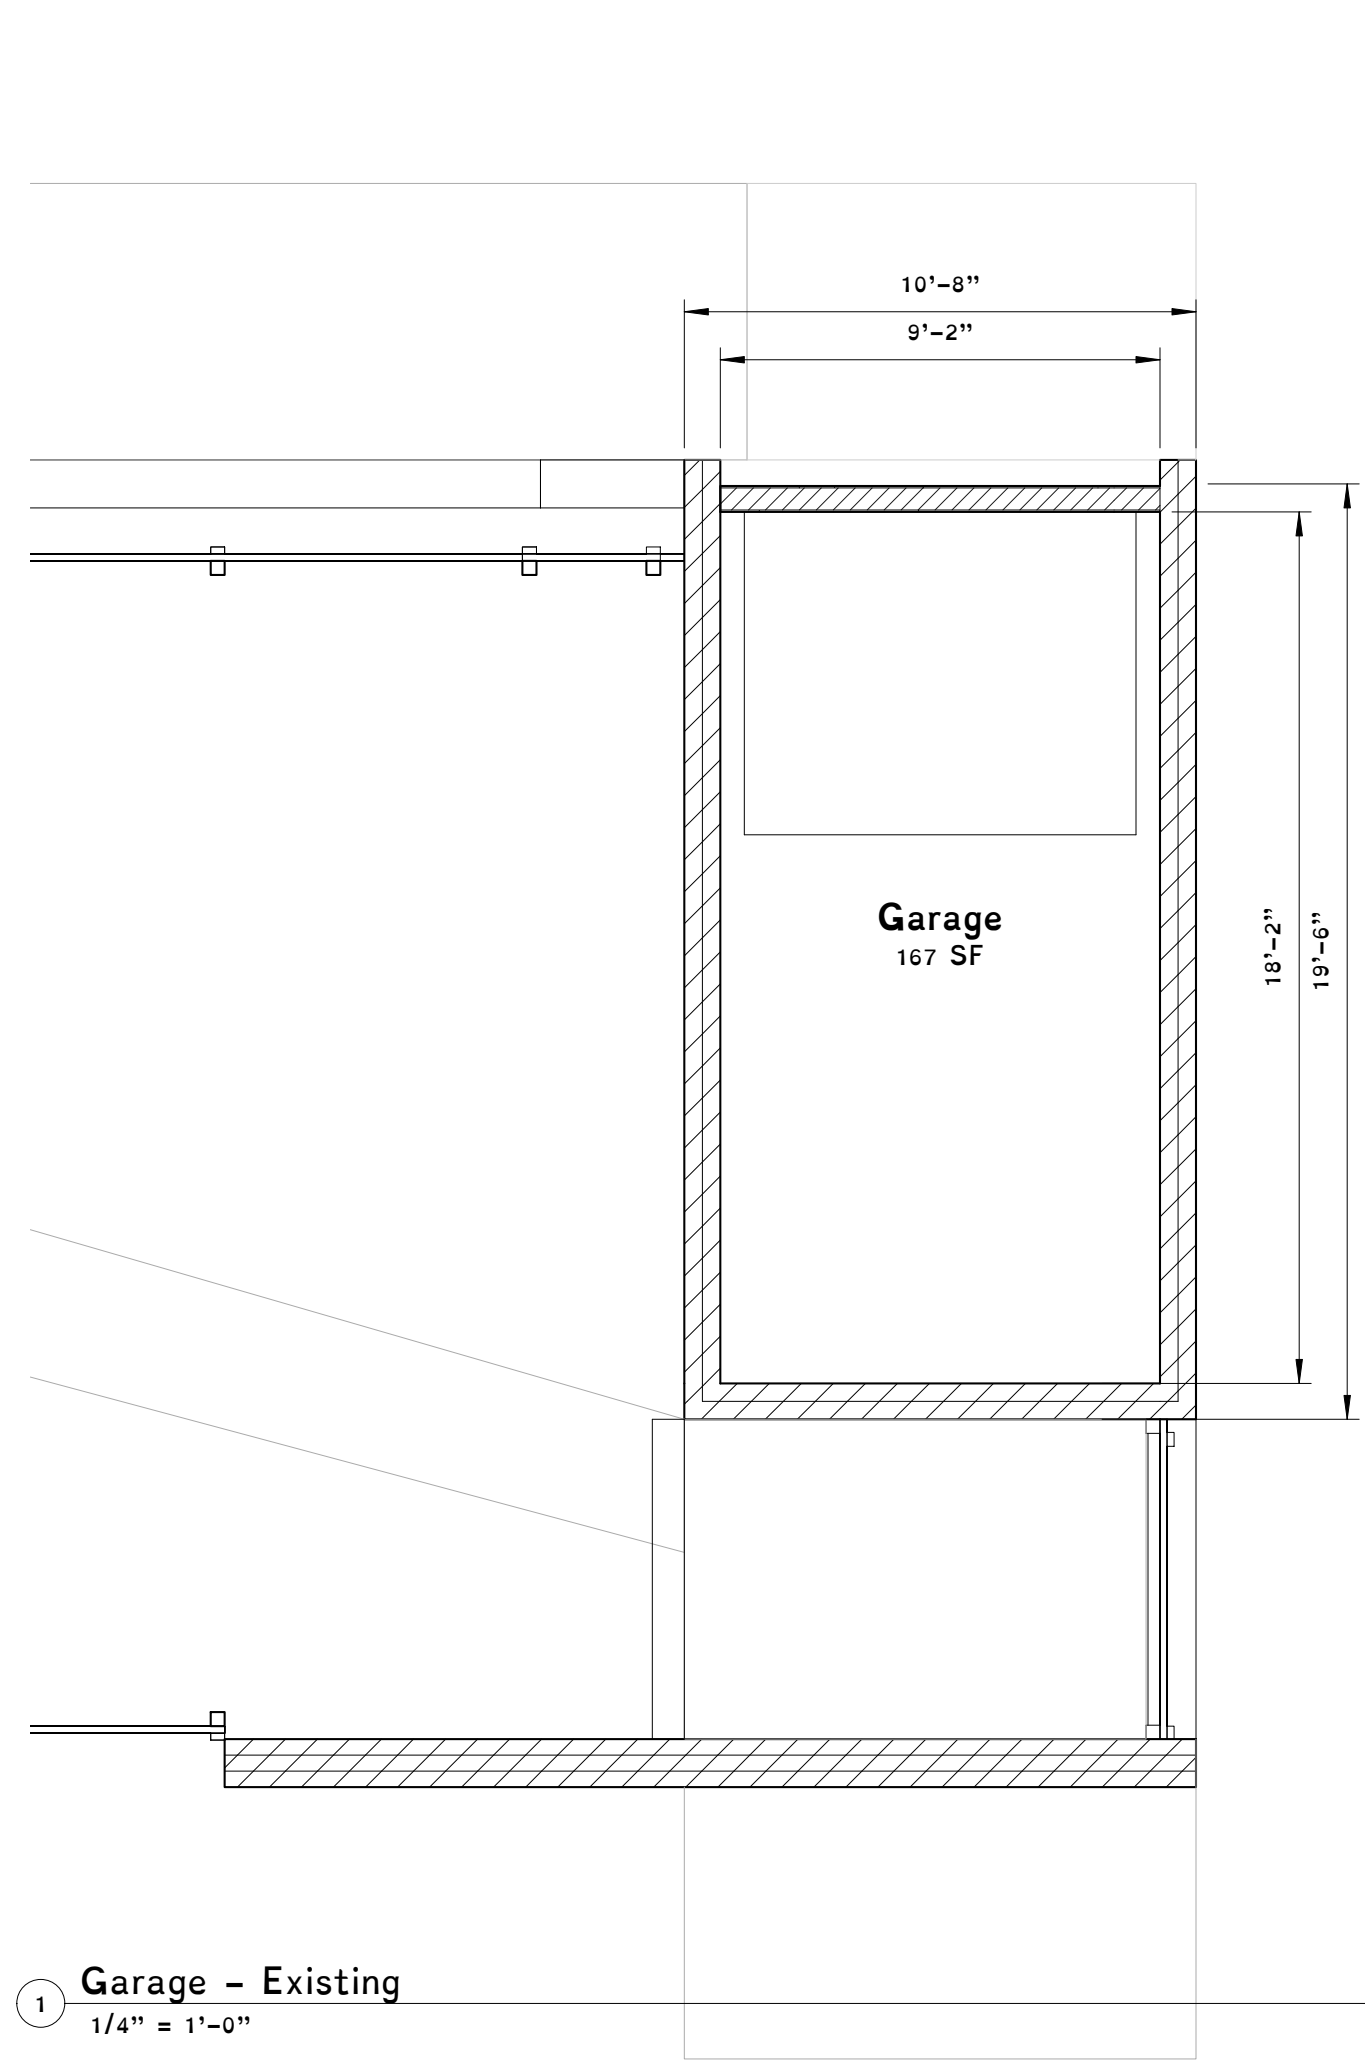 10’–8”
9’–2”
Garage
167 SF
18’–2”
19’–6”
1
Garage – Existing
1/4” = 1’–0”